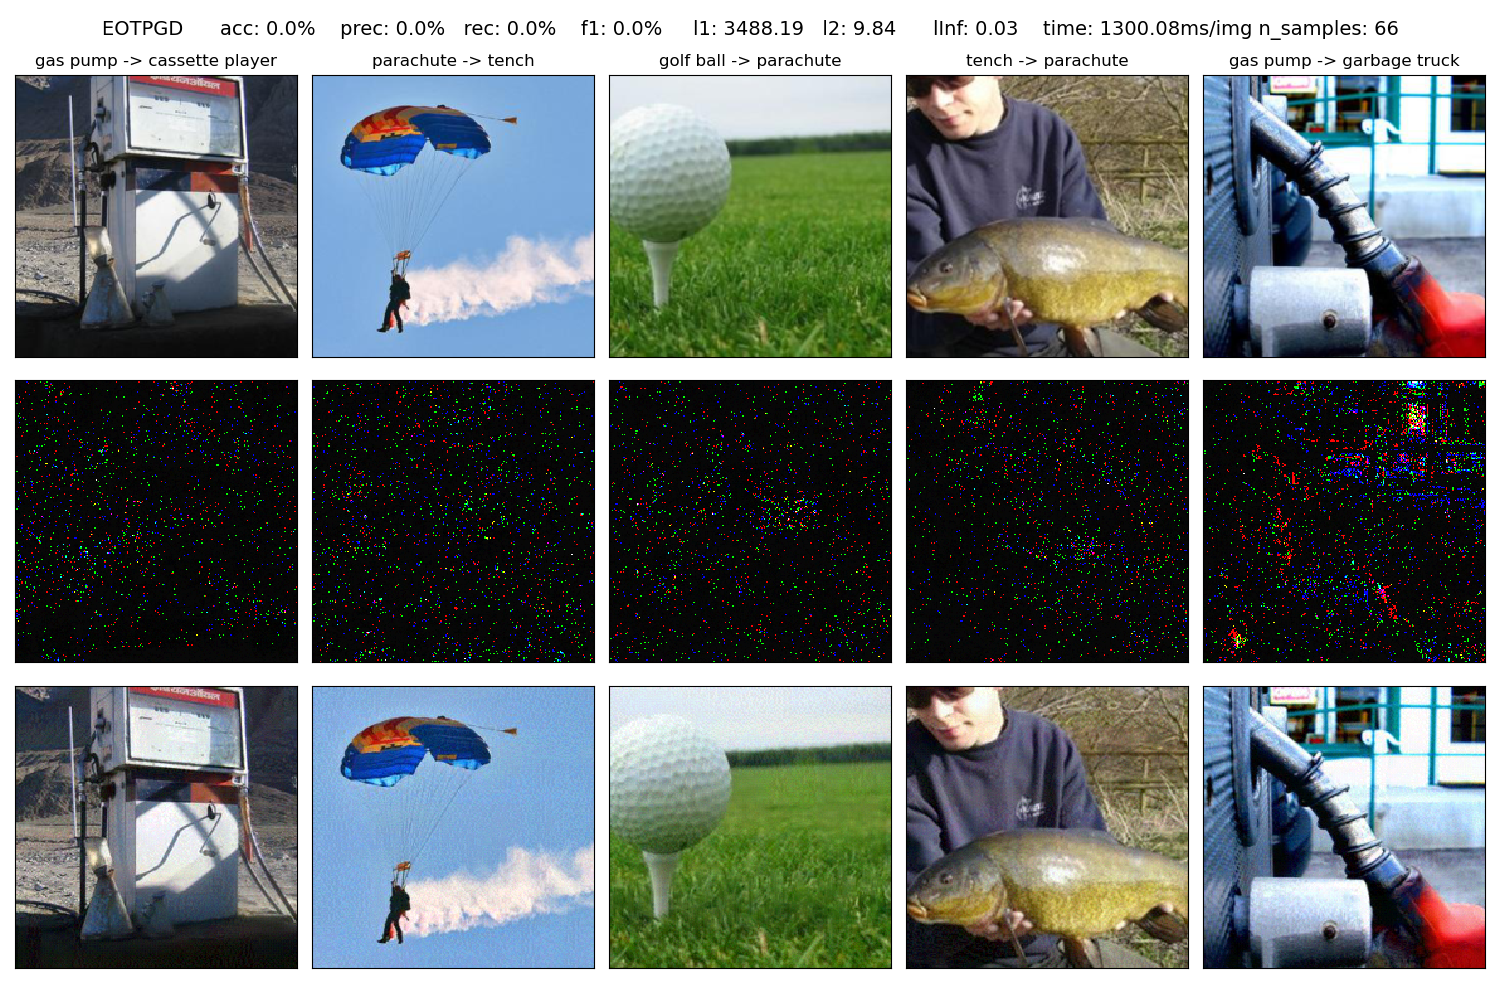 EOTPGD acc: 0.0% prec: 0.0% rec: 0.0% f1: 0.0% l1: 3488.19 l2: 9.84 lInf: 0.03 time: 1300.08ms/img n_samples: 66
gas pump -> cassette player
parachute -> tench
golf ball -> parachute
tench -> parachute
gas pump -> garbage truck